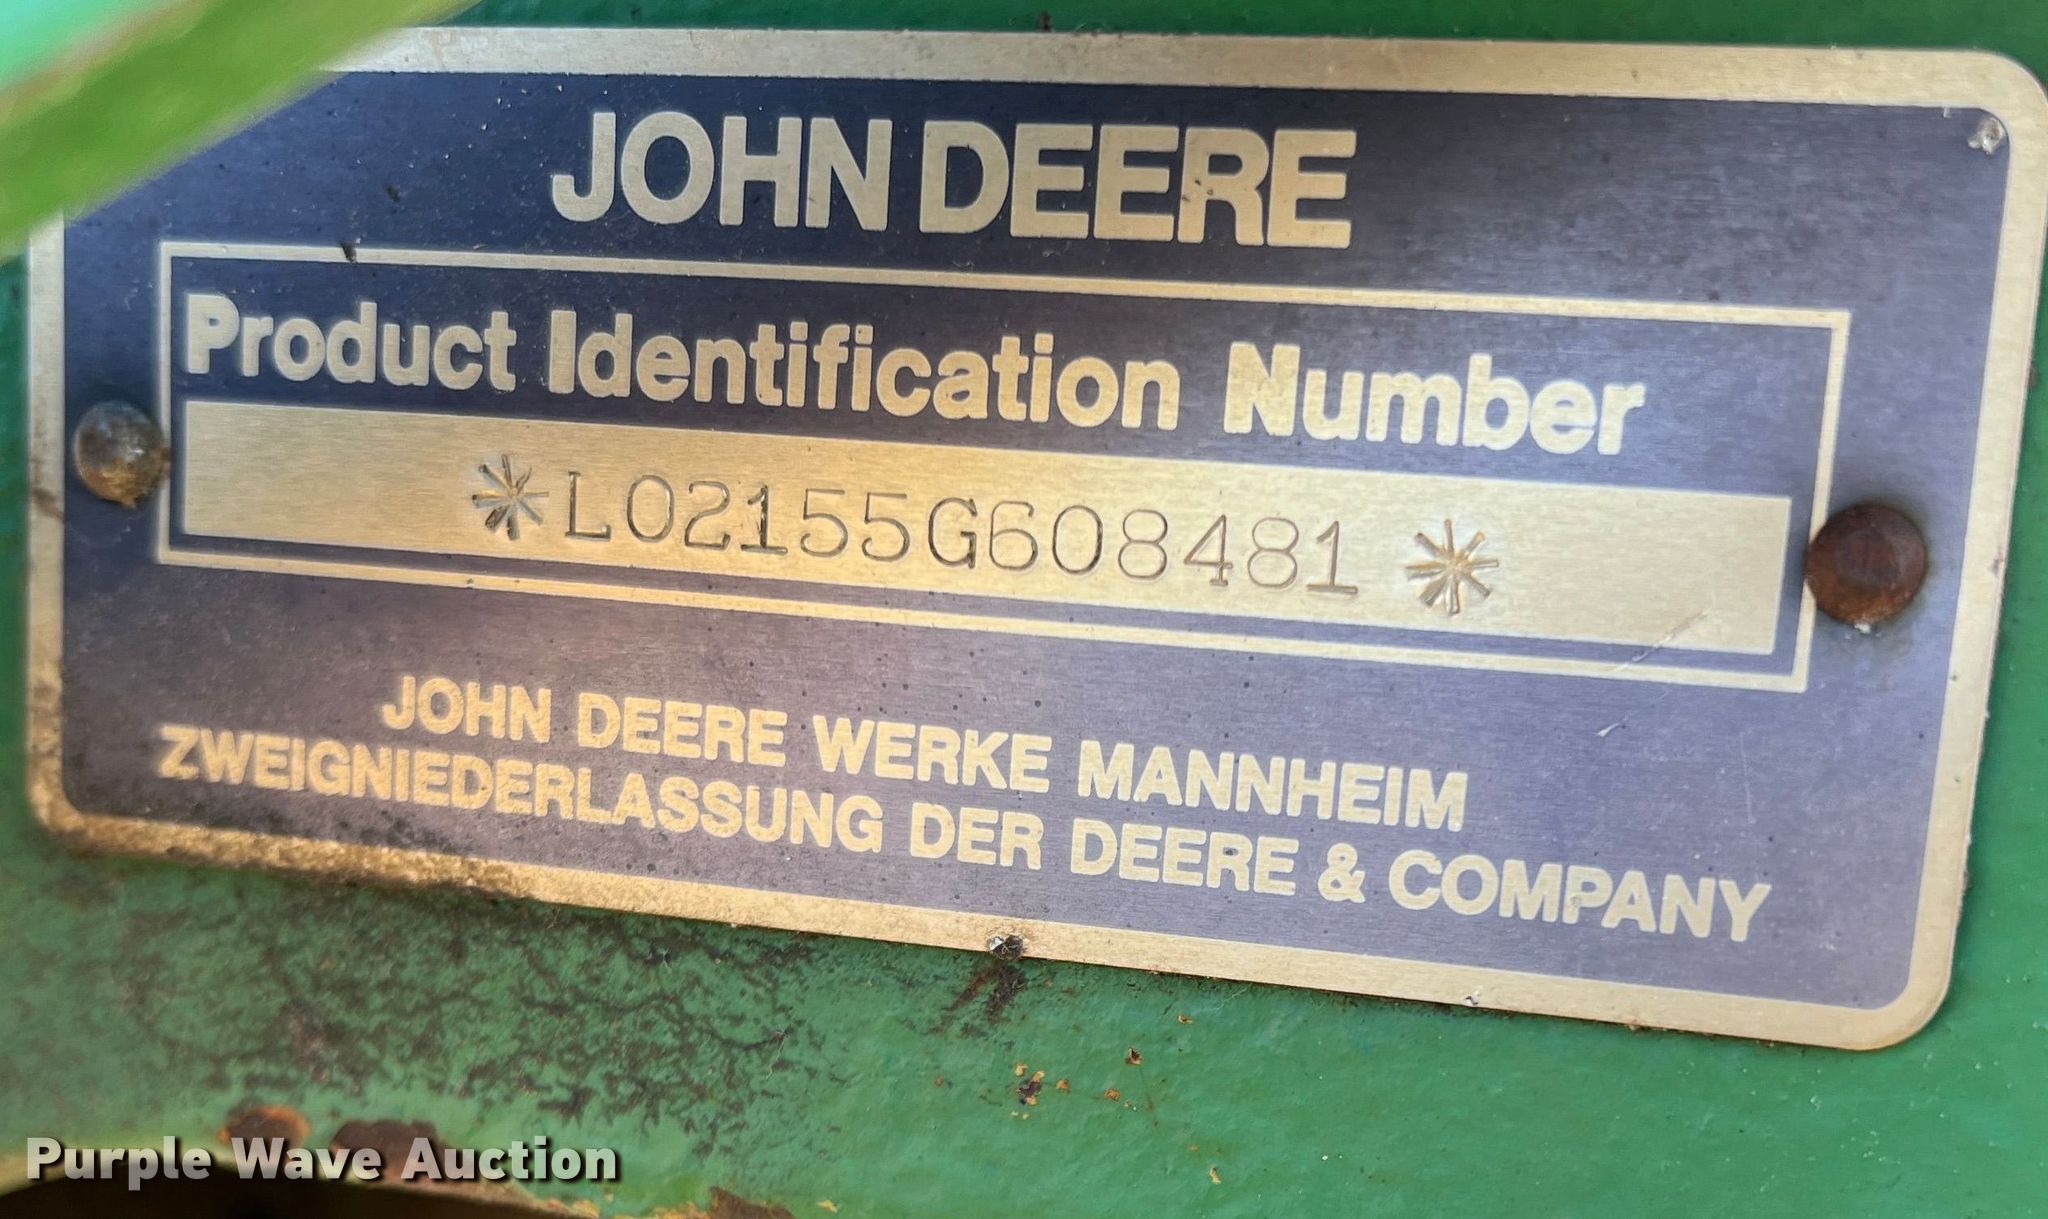 JOHN DEERE
Product Identification Number
*L02155G608481*
JOHN DEERE WERKE MANNHEIM
ZWEIGNIEDERLASSUNG DER DEERE & COMPANY
Purple Wave Auction